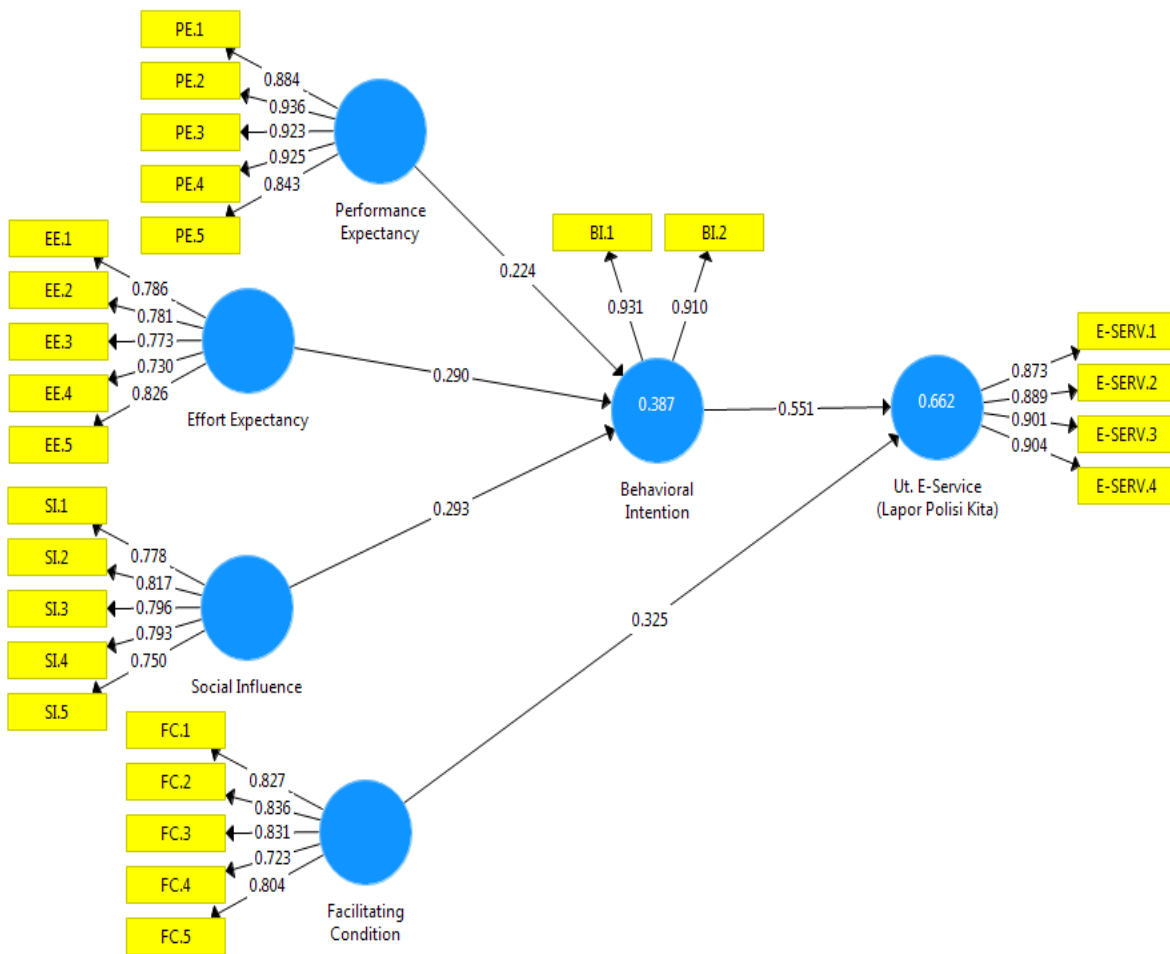 PE.1
PE.2
PE.3
PE.4
PE.5
0.884
0.936
0.923
0.925
0.843
Performance
Expectancy
EE.1
EE.2
EE.3
EE.4
EE.5
0.786
0.781
0.773
0.730
0.826
Effort Expectancy
SI.1
SI.2
SI.3
SI.4
SI.5
0.778
0.817
0.796
0.793
0.750
Social Influence
FC.1
FC.2
FC.3
FC.4
FC.5
0.827
0.836
0.831
0.723
0.804
Facilitating
Condition
0.224
0.290
0.293
0.325
BI.1
BI.2
0.931
0.910
0.387
Behavioral
Intention
0.551
0.662
Ut. E-Service
(Lapor Polisi Kita)
0.873
0.889
0.901
0.904
E-SERV.1
E-SERV.2
E-SERV.3
E-SERV.4